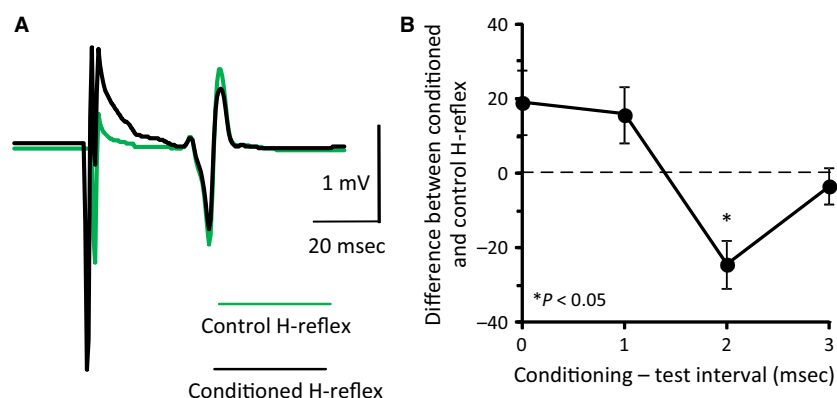 A
1 mV
20 msec
Control H-reflex
Conditioned H-reflex
B
Difference between conditioned
and control H-reflex
40
20
0
−20
−40
*
*P < 0.05
0 1 2 3
Conditioning – test interval (msec)